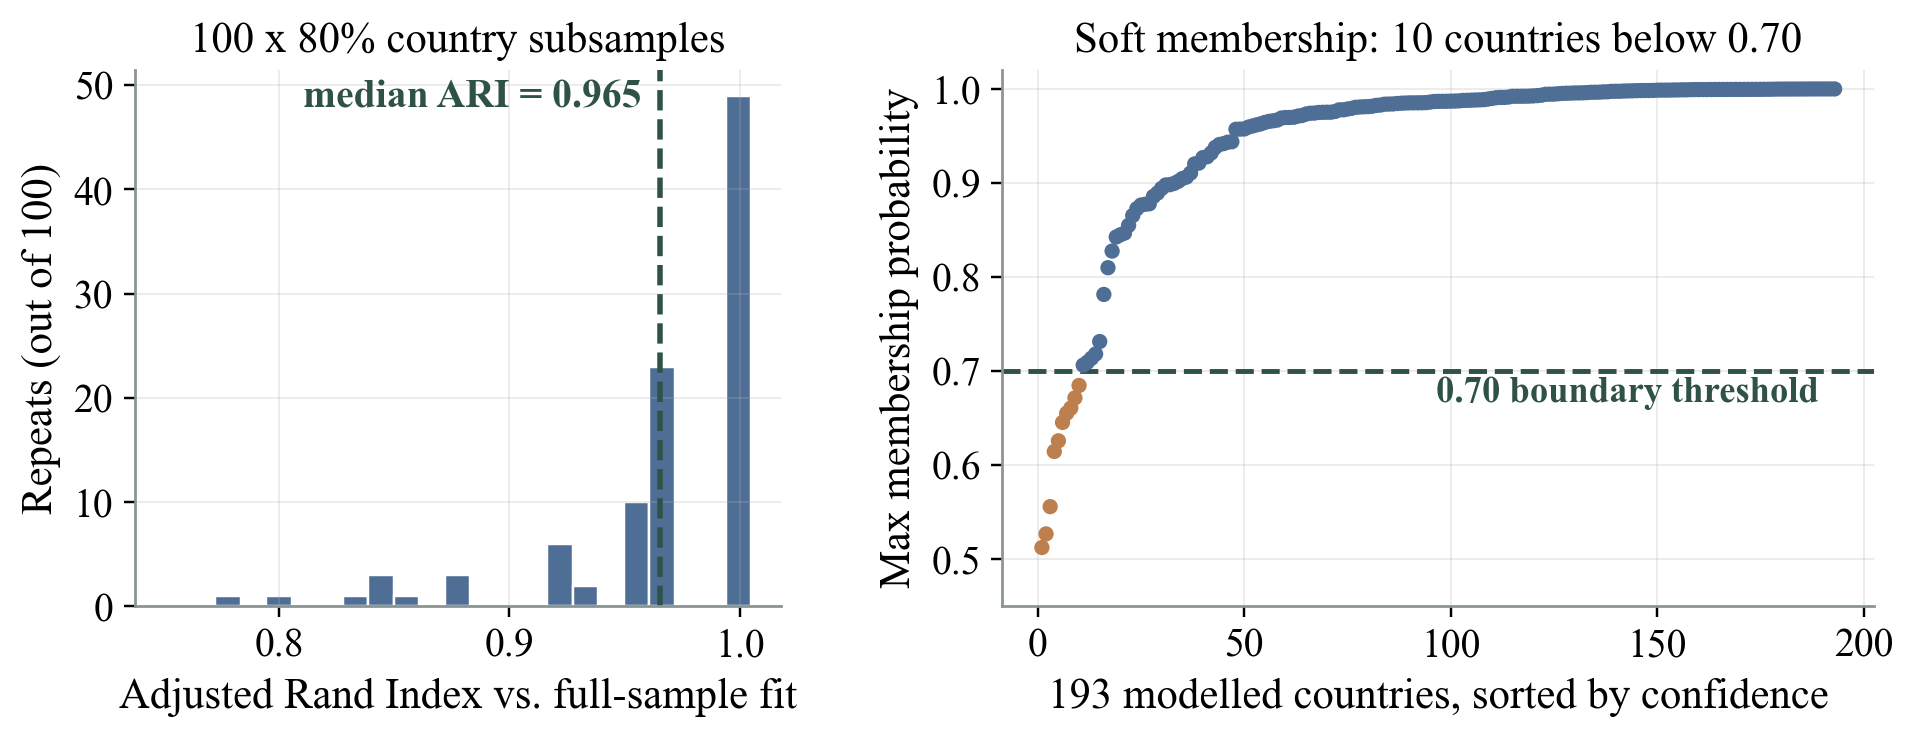 100 x 80% country subsamples
median ARI = 0.965
Repeats (out of 100)
50
40
30
20
10
0
0.8
0.9
1.0
Adjusted Rand Index vs. full-sample fit
Soft membership: 10 countries below 0.70
Max membership probability
1.0
0.9
0.8
0.7
0.6
0.5
0.70 boundary threshold
0
50
100
150
200
193 modelled countries, sorted by confidence